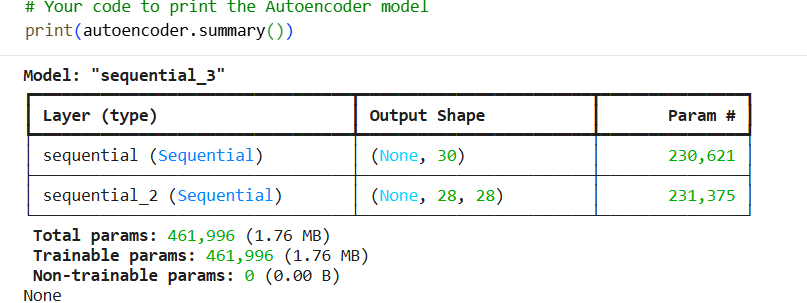 # Your code to print the Autoencoder model
print(autoencoder.summary())
Model: "sequential_3"
Layer (type) Output Shape Param #
sequential (Sequential) (None, 30) 230,621
sequential_2 (Sequential) (None, 28, 28) 231,375
Total params: 461,996 (1.76 MB)
Trainable params: 461,996 (1.76 MB)
Non-trainable params: 0 (0.00 B)
None